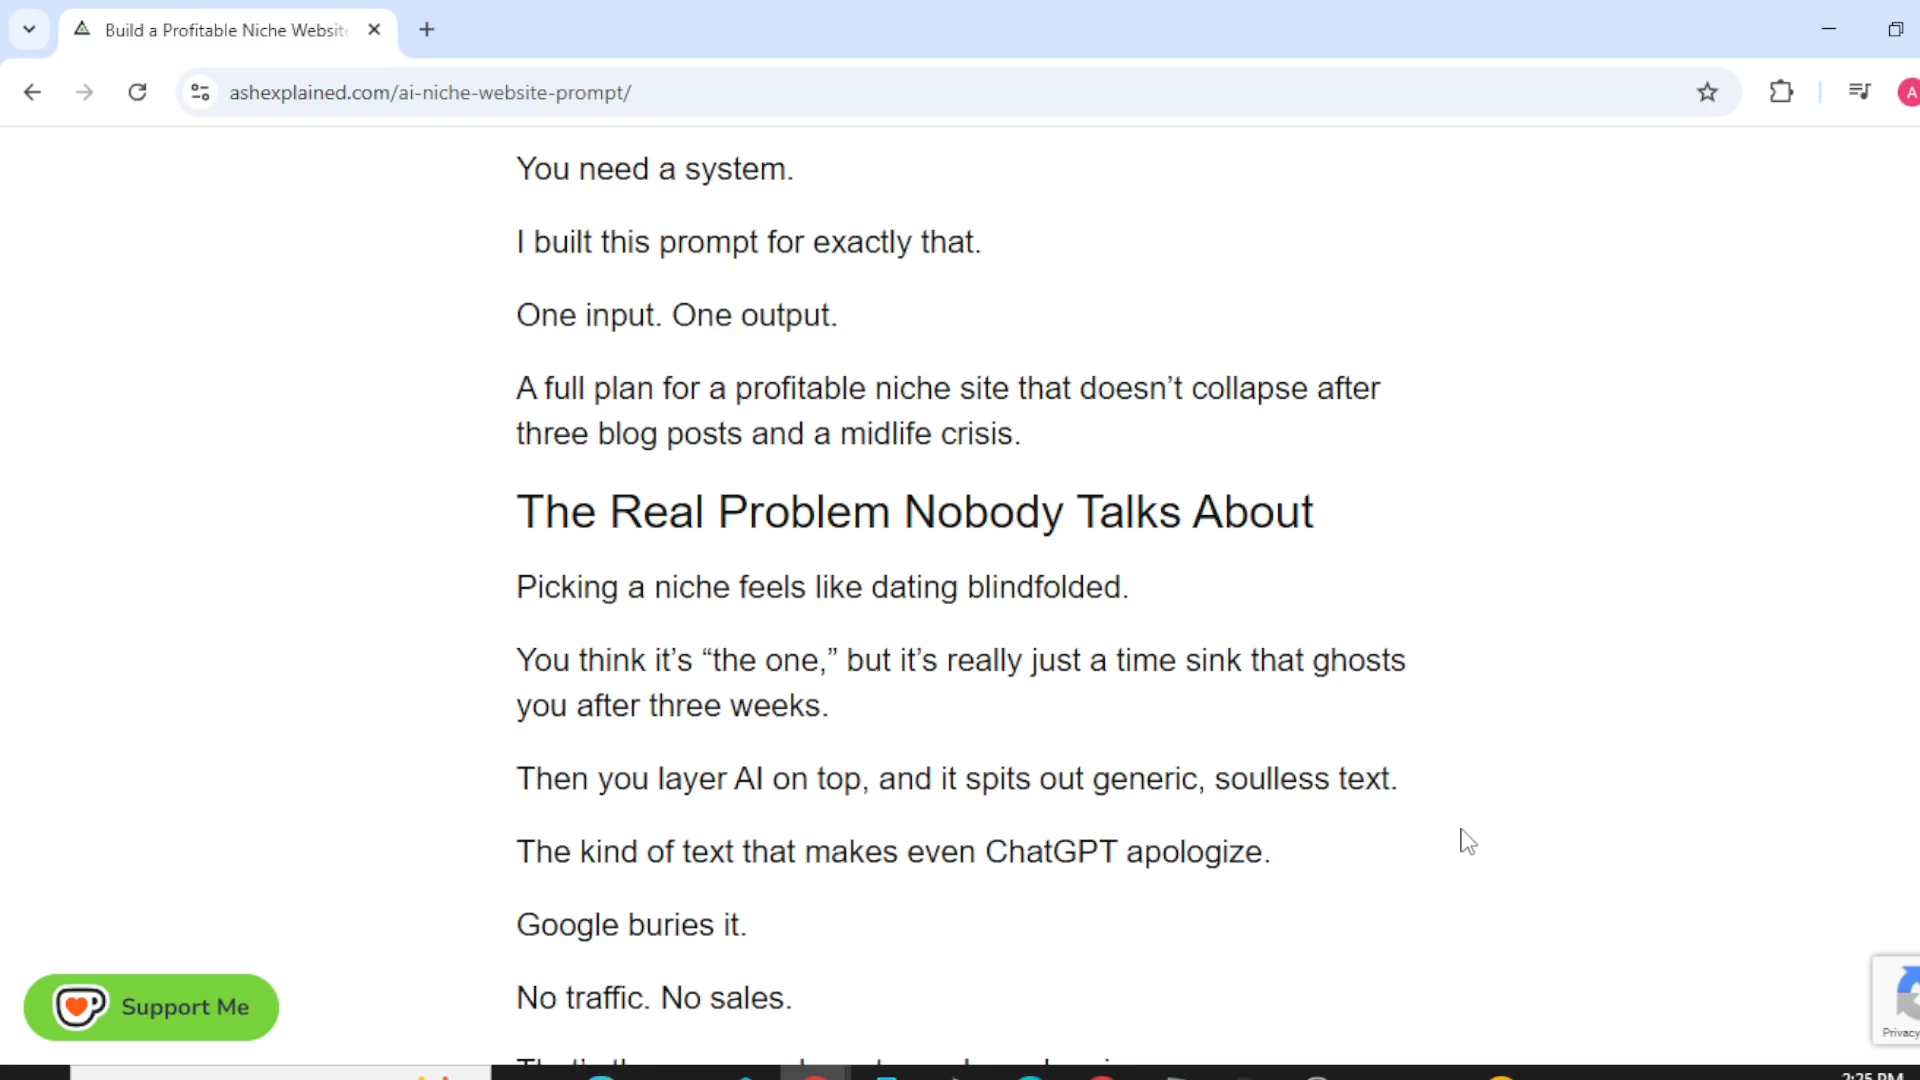 Build a Profitable Niche Websit
ashexplained.com/ai-niche-website-prompt/
A
You need a system.
I built this prompt for exactly that.
One input. One output.
A full plan for a profitable niche site that doesn’t collapse after
three blog posts and a midlife crisis.
The Real Problem Nobody Talks About
Picking a niche feels like dating blindfolded.
You think it’s “the one,” but it’s really just a time sink that ghosts
you after three weeks.
Then you layer AI on top, and it spits out generic, soulless text.
The kind of text that makes even ChatGPT apologize.
Google buries it.
No traffic. No sales.
Support Me
Privacy
2:25 PM